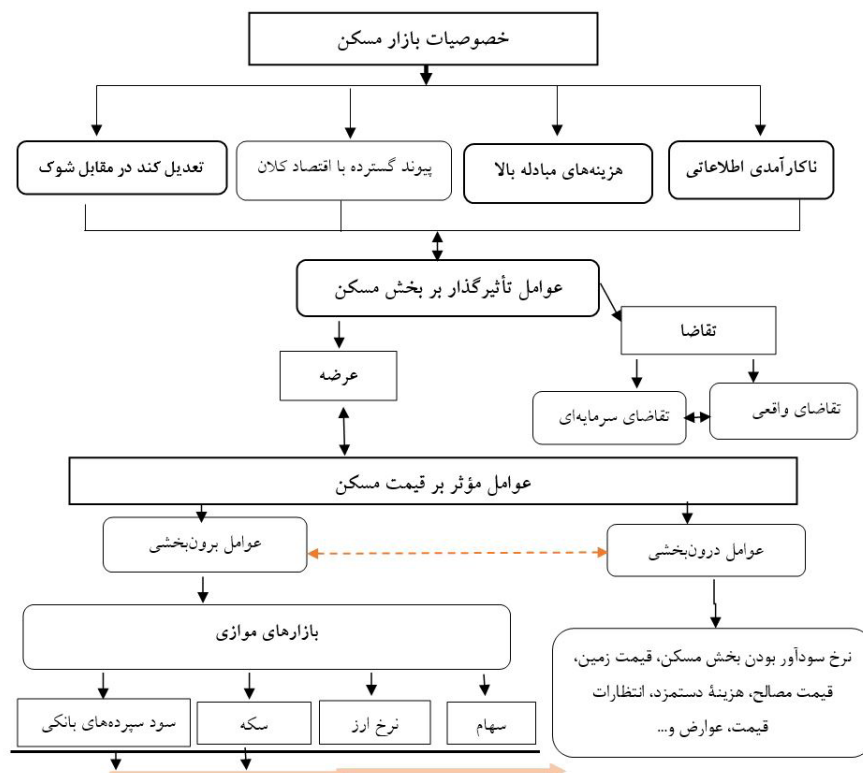 خصوصیات بازار مسکن
ناکارآمدی اطلاعاتی
هزینه‌های مبادله بالا
پیوند گسترده با اقتصاد کلان
تعدیل کند در مقابل شوک
عوامل تأثیرگذار بر بخش مسکن
تقاضا
عرضه
تقاضای واقعی
تقاضای سرمایه‌ای
عوامل مؤثر بر قیمت مسکن
عوامل درون‌بخشی
عوامل برون‌بخشی
بازارهای موازی
نرخ سودآور بودن بخش مسکن، قیمت زمین،
قیمت مصالح، هزینهٔ دستمزد، انتظارات
قیمت، عوارض و...
سهام
نرخ ارز
سکه
سود سپرده‌های بانکی